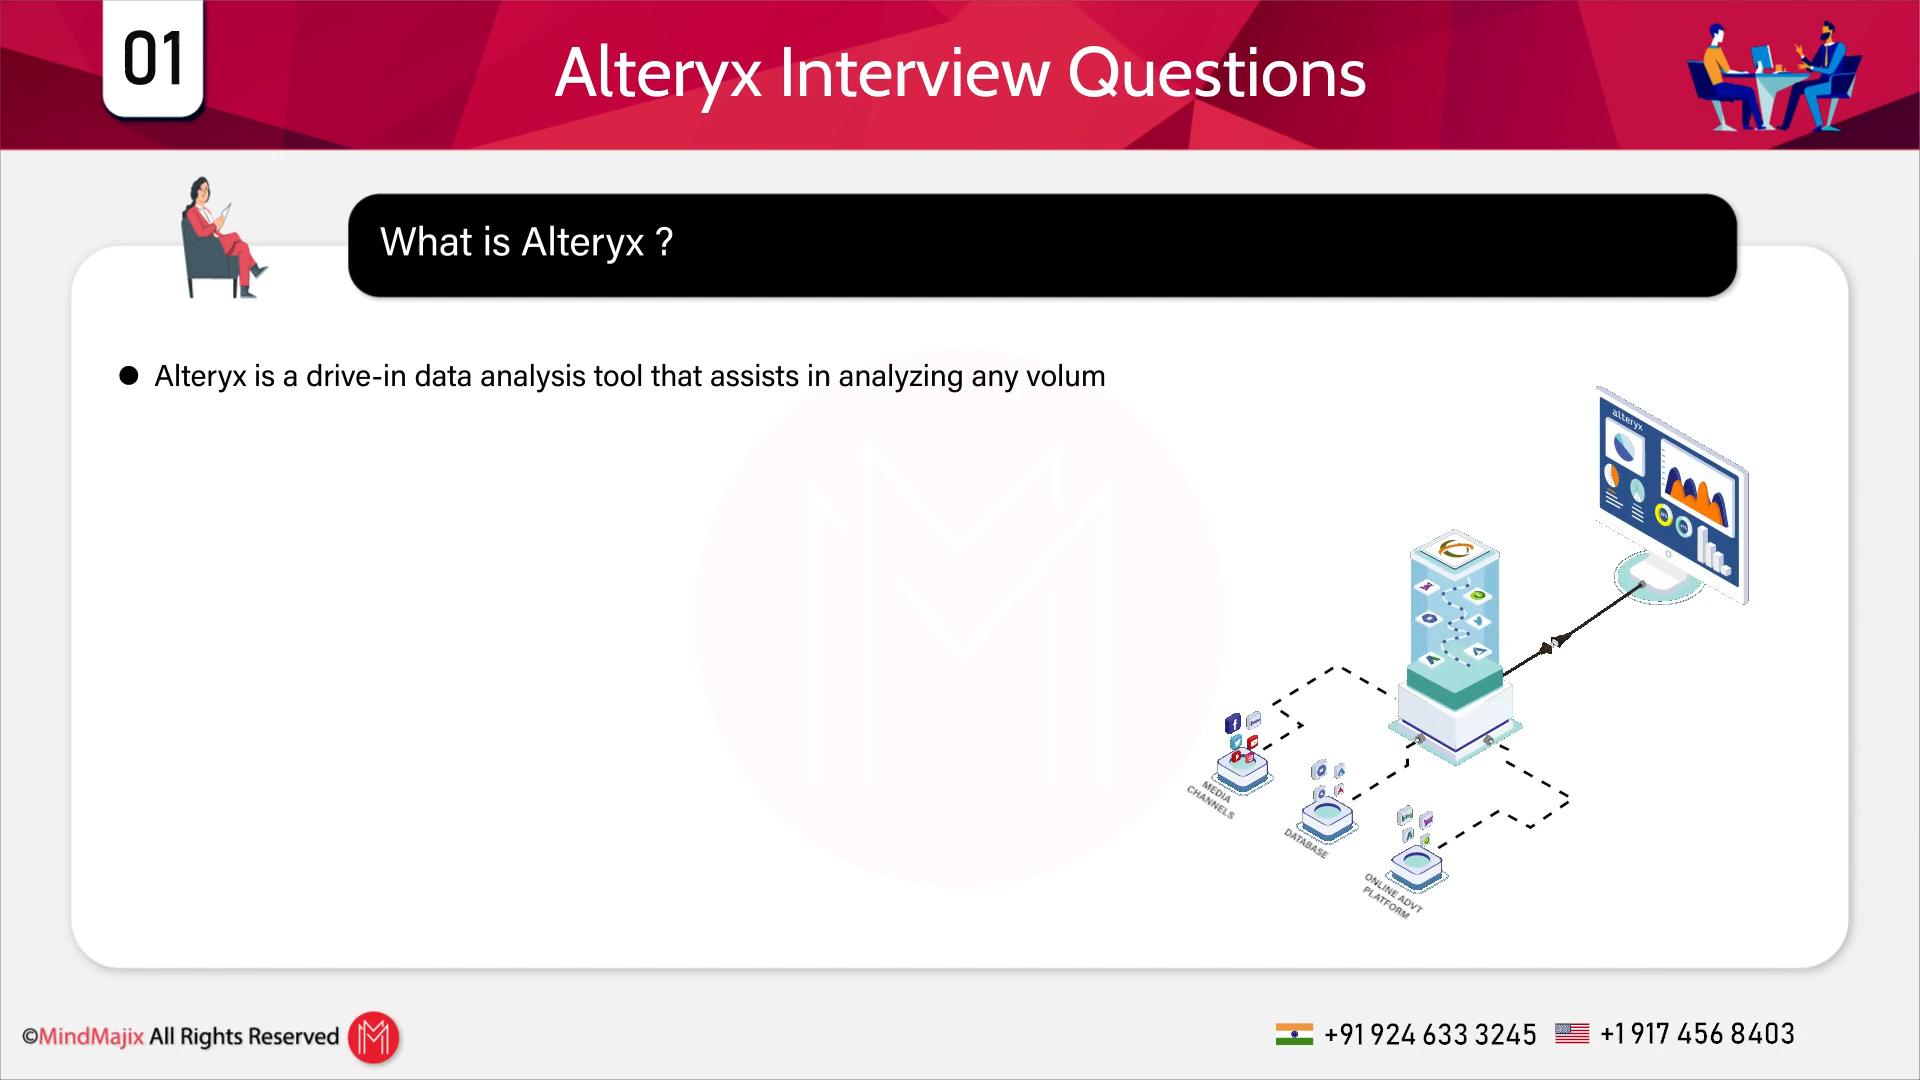 01
Alteryx Interview Questions
What is Alteryx ?
● Alteryx is a drive-in data analysis tool that assists in analyzing any volum
alteryx
MEDIA
CHANNELS
DATABASE
ONLINE ADVT
PLATFORM
©MindMajix All Rights Reserved
+91 924 633 3245
+1 917 456 8403